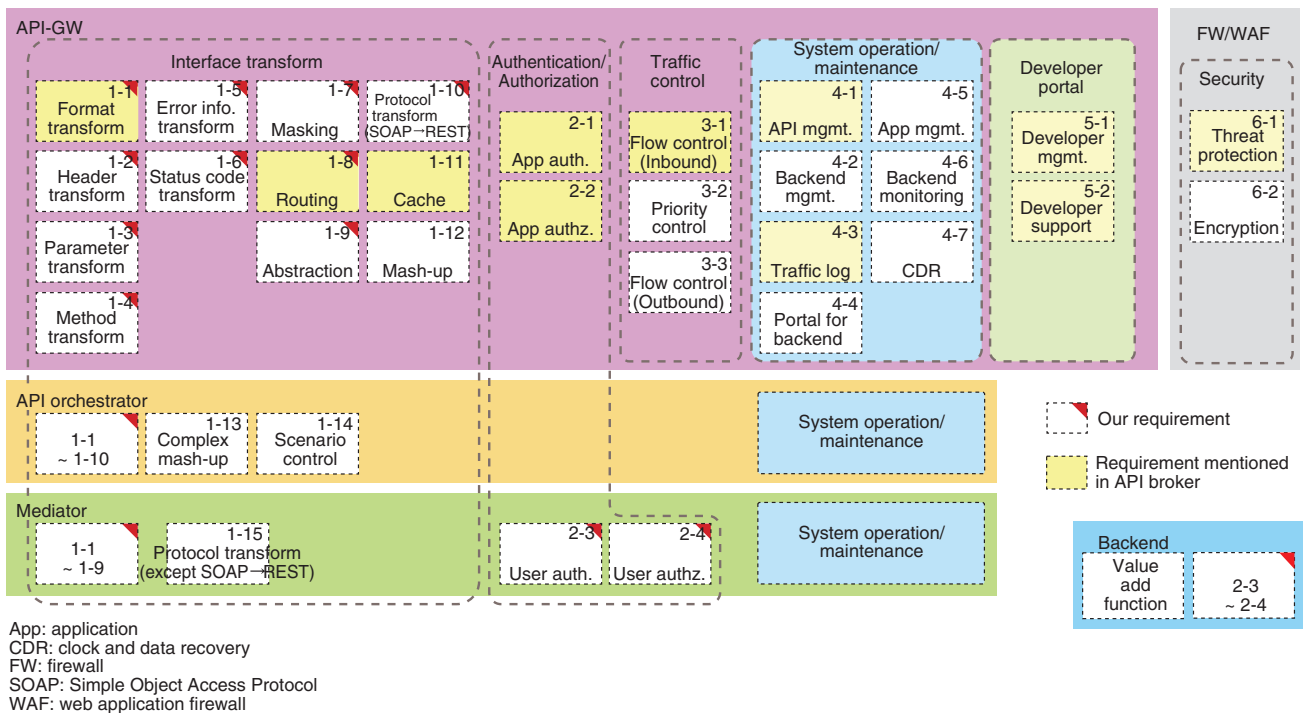 API-GW
Interface transform
1-1
Format
transform
1-5
Error info.
transform
1-7
Masking
1-10
Protocol
transform
(SOAP→REST)
1-2
Header
transform
1-6
Status code
transform
1-8
Routing
1-11
Cache
1-3
Parameter
transform
1-9
Abstraction
1-12
Mash-up
1-4
Method
transform
Authentication/
Authorization
2-1
App auth.
2-2
App authz.
Traffic
control
3-1
Flow control
(Inbound)
3-2
Priority
control
3-3
Flow control
(Outbound)
System operation/
maintenance
4-1
API mgmt.
4-5
App mgmt.
4-2
Backend
mgmt.
4-6
Backend
monitoring
4-3
Traffic log
4-7
CDR
4-4
Portal for
backend
Developer
portal
5-1
Developer
mgmt.
5-2
Developer
support
FW/WAF
Security
6-1
Threat
protection
6-2
Encryption
API orchestrator
1-1
~ 1-10
1-13
Complex
mash-up
1-14
Scenario
control
System operation/
maintenance
Our requirement
Requirement mentioned
in API broker
Mediator
1-1
~ 1-9
1-15
Protocol transform
(except SOAP→REST)
2-3
User auth.
2-4
User authz.
System operation/
maintenance
Backend
Value
add
function
2-3
~ 2-4
App: application
CDR: clock and data recovery
FW: firewall
SOAP: Simple Object Access Protocol
WAF: web application firewall